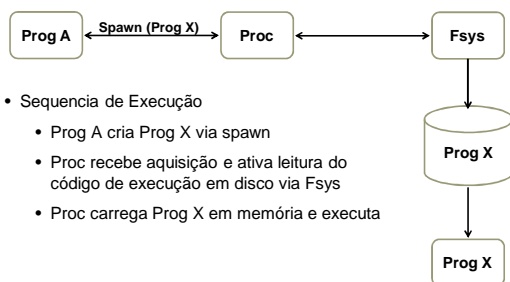 Prog A
Spawn (Prog X)
Proc
Fsys
• Sequencia de Execução
• Prog A cria Prog X via spawn
• Proc recebe aquisição e ativa leitura do
código de execução em disco via Fsys
• Proc carrega Prog X em memória e executa
Prog X
Prog X